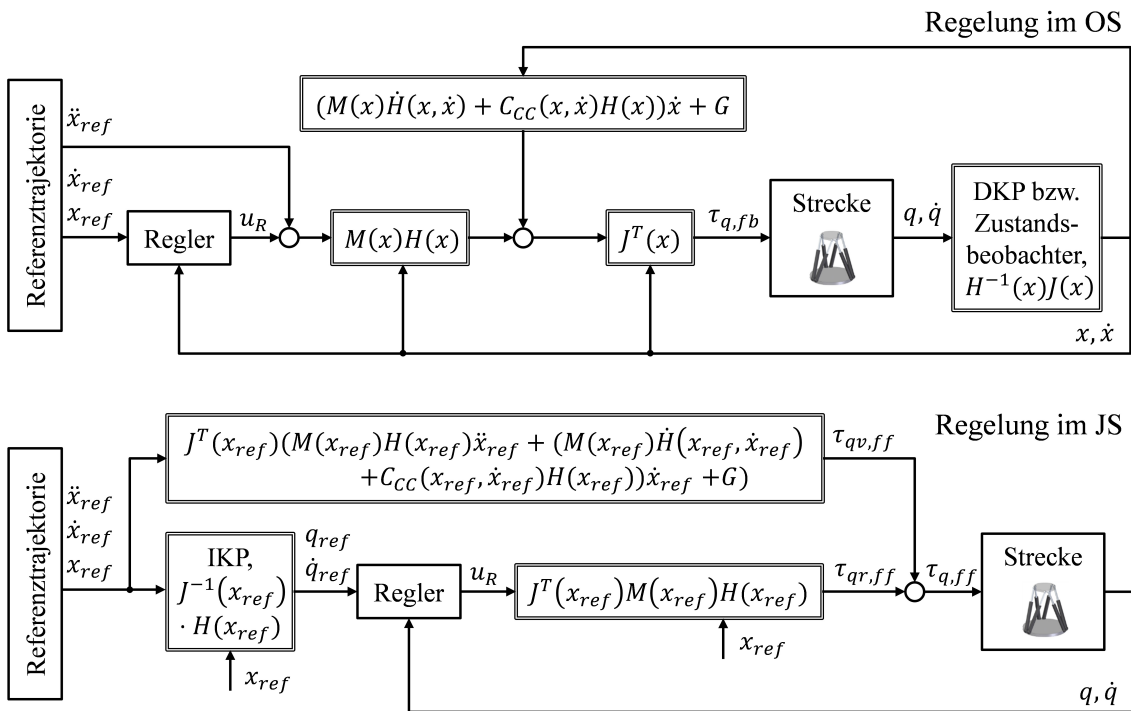 Regelung im OS
Referenztrajektorie
ẍ_ref
ẋ_ref
x_ref
Regler
u_R
(M(x)Ḣ(x, ẋ) + C_CC(x, ẋ)H(x))ẋ + G
M(x)H(x)
J^T(x)
τ_q,fb
Strecke
q, q̇
DKP bzw.
Zustands-
beobachter,
H^−1(x)J(x)
x, ẋ
Regelung im JS
Referenztrajektorie
ẍ_ref
ẋ_ref
x_ref
J^T(x_ref)(M(x_ref)H(x_ref)ẍ_ref + (M(x_ref)Ḣ(x_ref, ẋ_ref)
+C_CC(x_ref, ẋ_ref)H(x_ref))ẋ_ref +G)
τ_qv,ff
IKP,
J^−1(x_ref)
· H(x_ref)
x_ref
q_ref
q̇_ref
Regler
u_R
J^T(x_ref)M(x_ref)H(x_ref)
x_ref
τ_qr,ff
τ_q,ff
Strecke
q, q̇